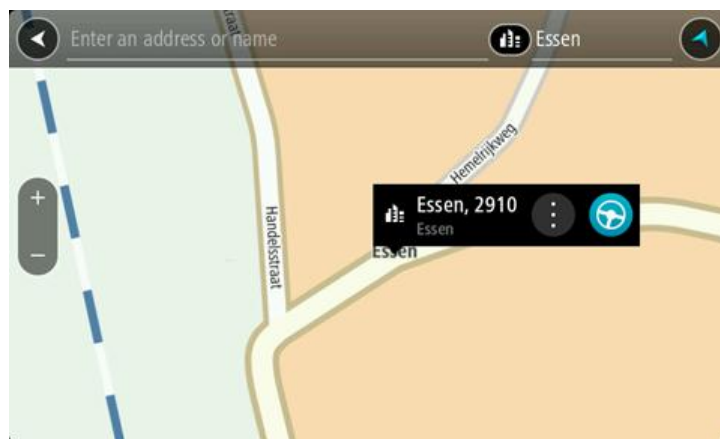 Enter an address or name
Essen
Hemelrijkweg
Essen, 2910
Essen
Handelsstraat
Essen
+
−